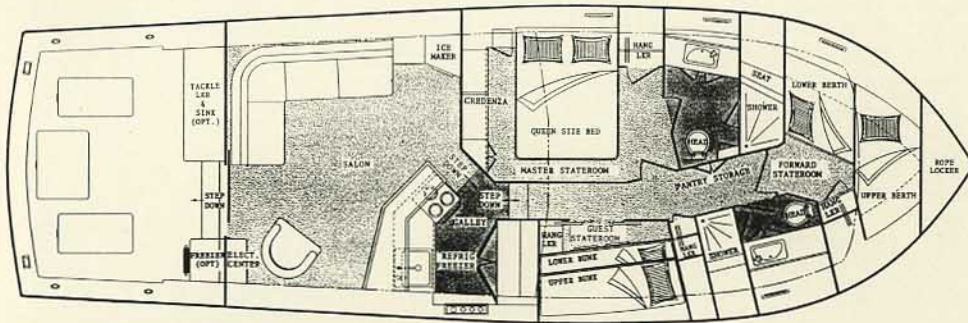 TACKLE
LKR
&
SINK
(OPT.)
STEP
DOWN
FREEZER
(OPT)
ELECT.
CENTER
SALON
ICE
MAKER
CREDENZA
STEP
DOWN
STEP
DOWN
GALLEY
REFRIG
FREEZER
QUEEN SIZE BED
MASTER STATEROOM
HANG
LKR
HEAD
SEAT
SHOWER
PANTRY STORAGE
HANG
LKR
GUEST
STATEROOM
LOWER BUNK
UPPER BUNK
HANG
LKR
SHOWER
HEAD
HANG
LKR
LOWER BERTH
FORWARD
STATEROOM
UPPER BERTH
ROPE
LOCKER